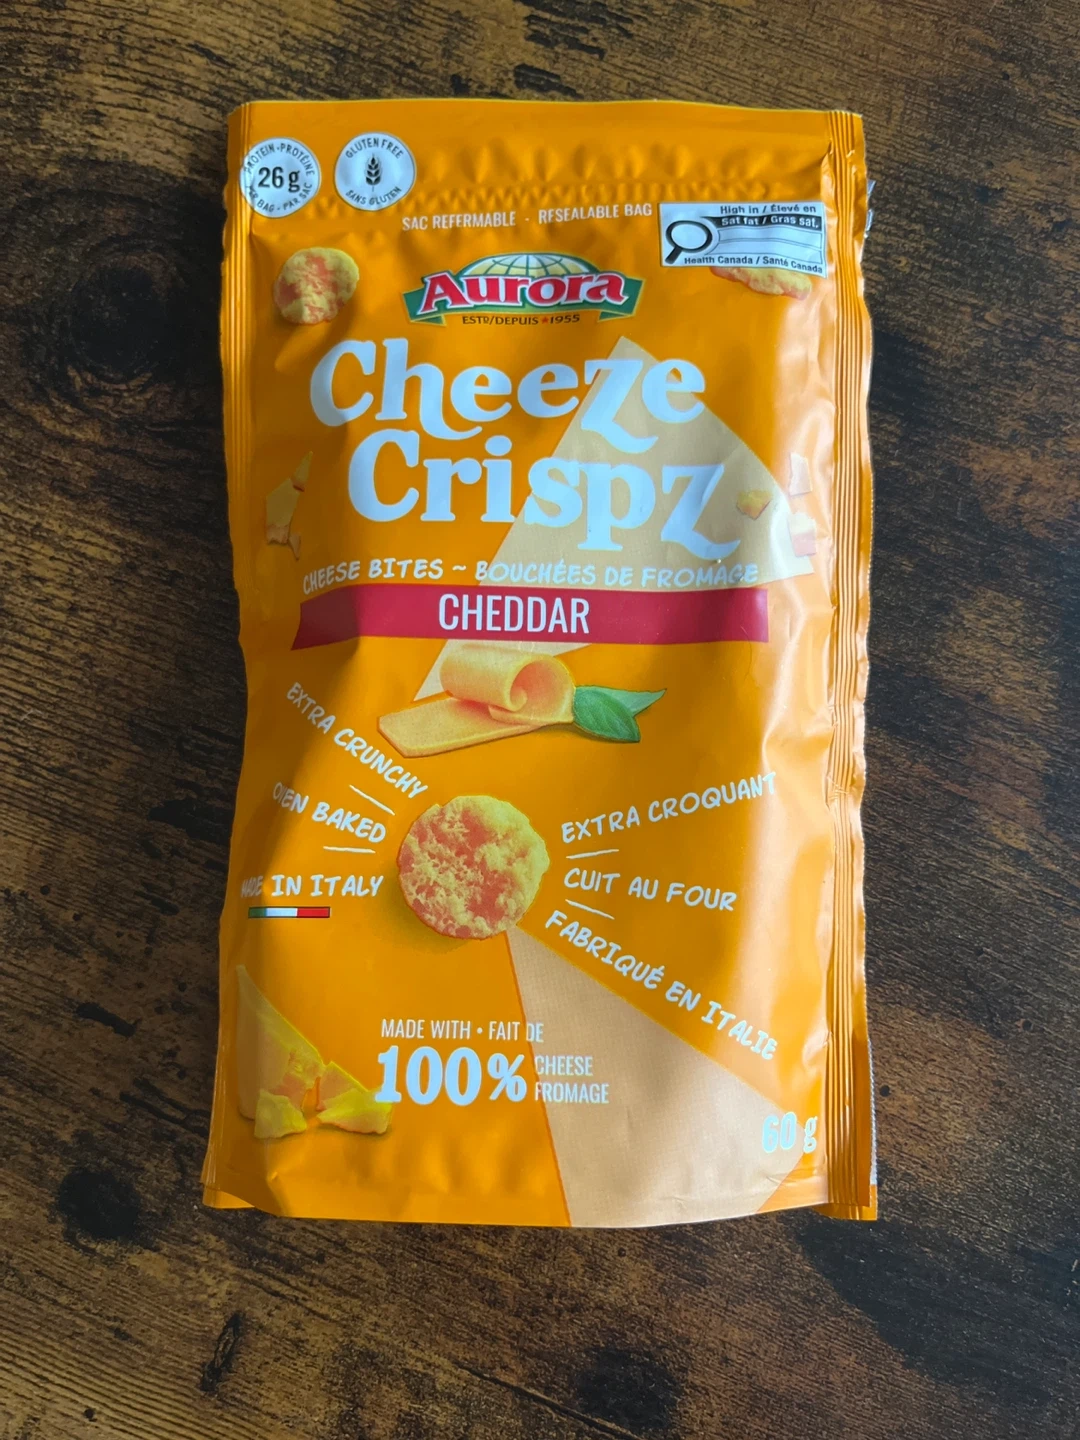 PROTEIN - PROTÉINE
26 g
PER BAG - PAR SAC
GLUTEN FREE
SANS GLUTEN
SAC REFERMABLE - RESEALABLE BAG
High in / Élevé en
Sat fat / Gras sat.
Health Canada / Santé Canada
Aurora
ESTD/DEPUIS ★ 1955
Cheeze
Crispz
CHEESE BITES ~ BOUCHÉES DE FROMAGE
CHEDDAR
EXTRA CRUNCHY
OVEN BAKED
MADE IN ITALY
EXTRA CROQUANT
CUIT AU FOUR
FABRIQUÉ EN ITALIE
MADE WITH • FAIT DE
100% CHEESE
FROMAGE
60 g